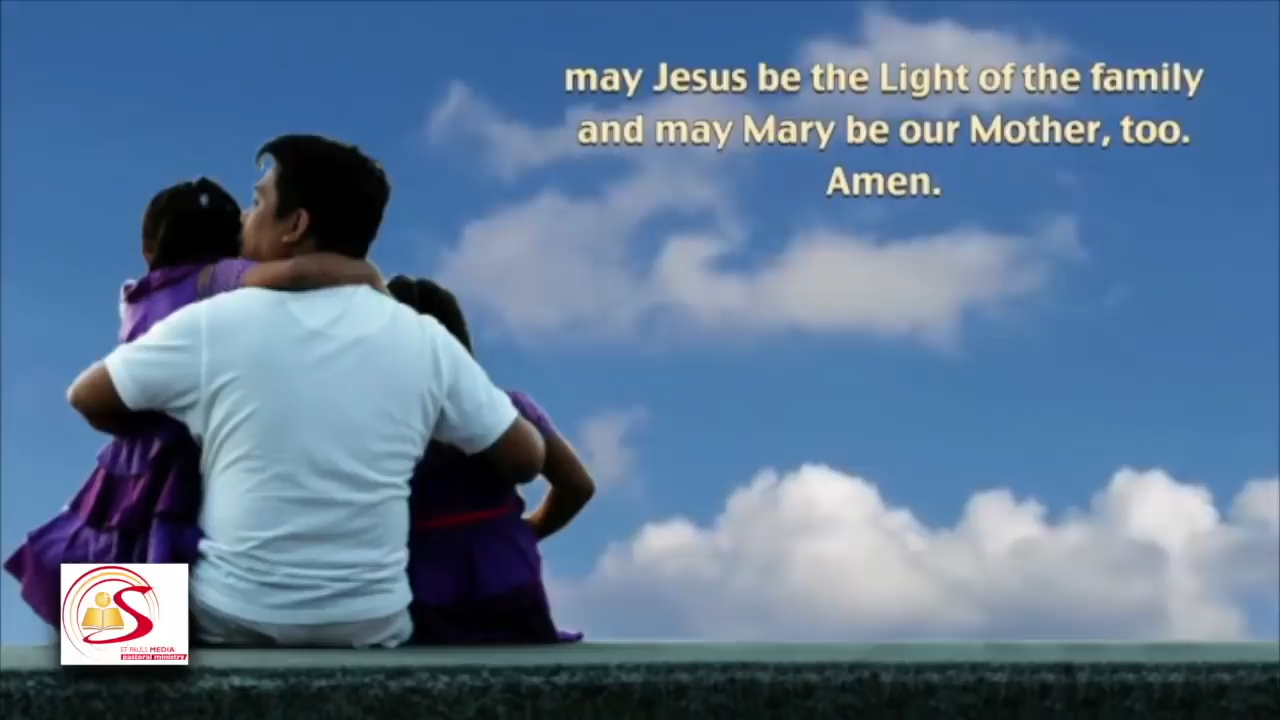 may Jesus be the Light of the family
and may Mary be our Mother, too.
Amen.
ST PAULS MEDIA
pastoral ministry